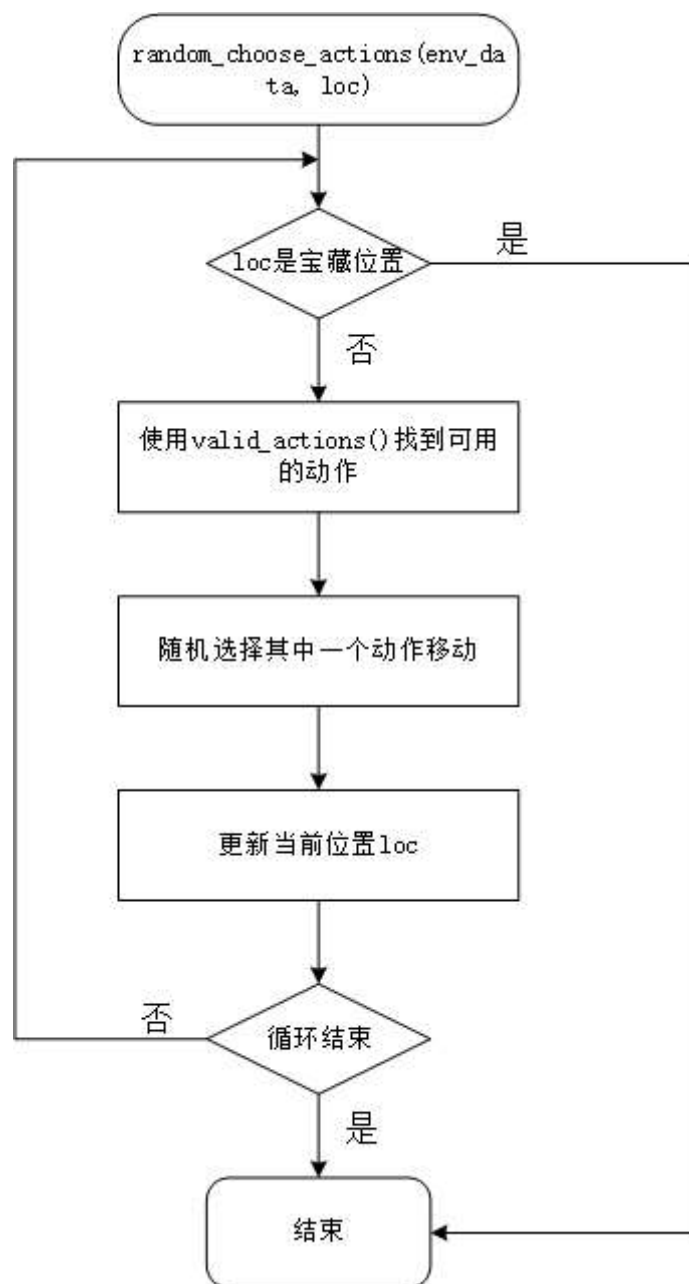 random_choose_actions(env_da
ta, loc)
loc是宝藏位置
是
否
使用valid_actions()找到可用
的动作
随机选择其中一个动作移动
更新当前位置loc
否
循环结束
是
结束